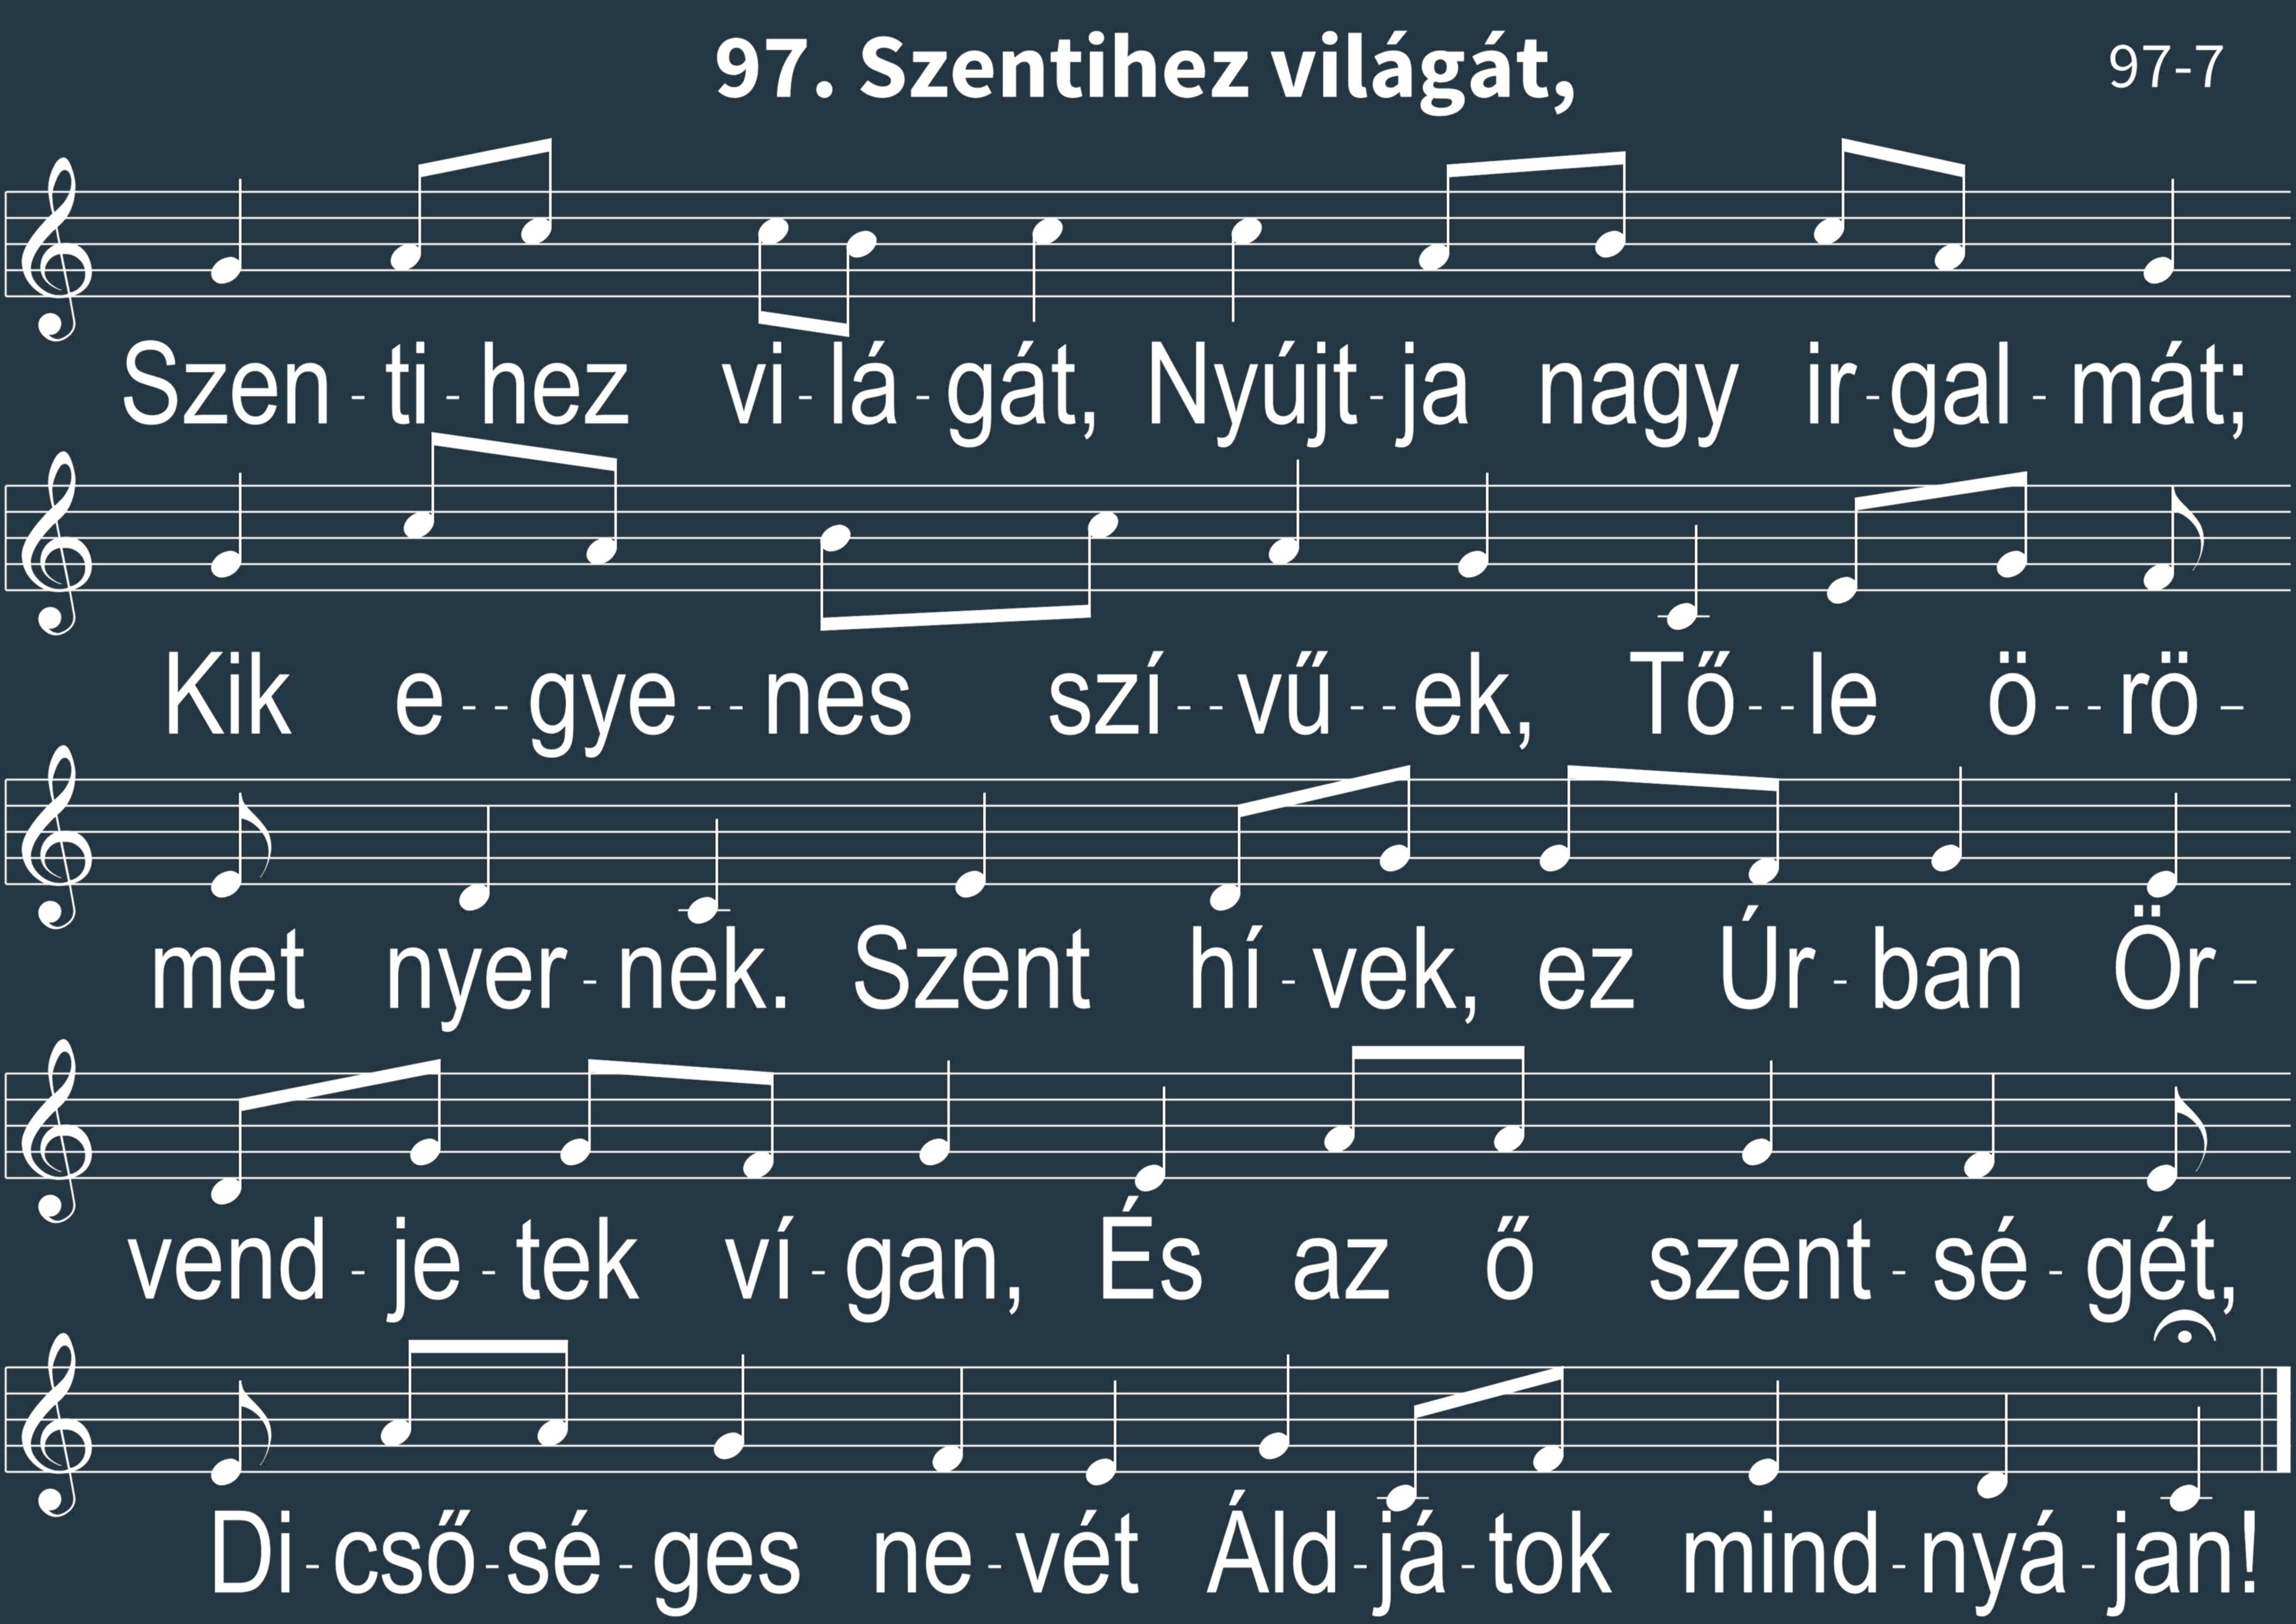 97. Szentihez világát,
97-7
Szen - ti - hez vi - lá - gát, Nyújt - ja nagy ir - gal - mát;
Kik e - - gye - - nes szí - - vű - - ek, Tő - - le ö - - rö -
met nyer - nek. Szent hí - vek, ez Úr - ban Ör -
vend - je - tek ví - gan, És az ő szent - sé - gét,
Di - cső - sé - ges ne - vét Áld - já - tok mind - nyá - jan!